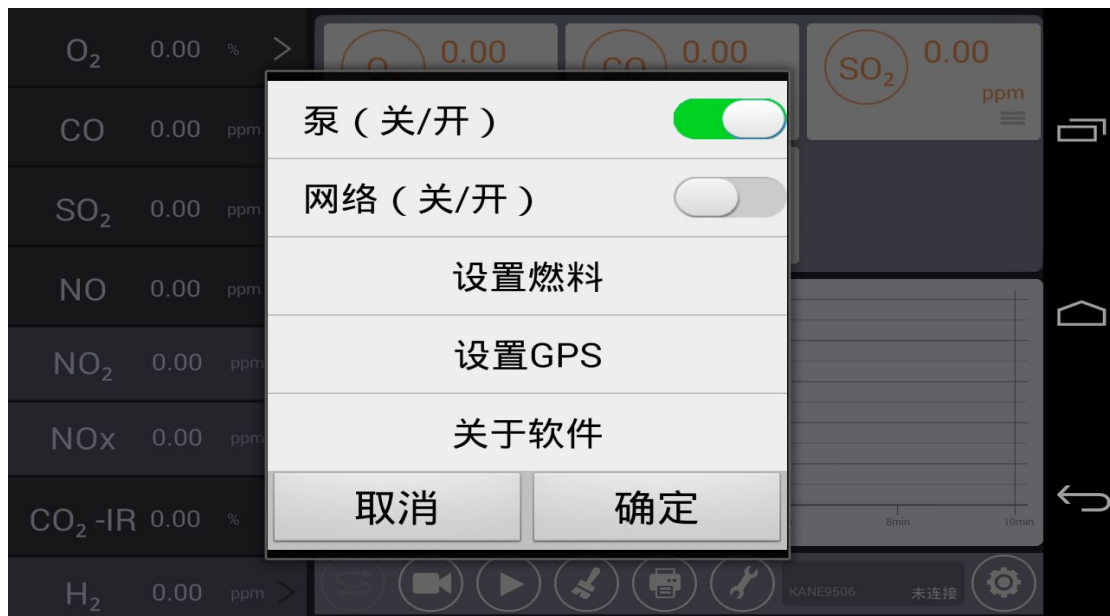 O₂ 0.00 %
CO 0.00 ppm
SO₂ 0.00 ppm
NO 0.00 ppm
NO₂ 0.00 ppm
NOx 0.00 ppm
CO₂ -IR 0.00 %
H₂ 0.00 ppm
0.00
CO 0.00
SO₂ 0.00
ppm
泵（关/开）
网络（关/开）
设置燃料
设置GPS
关于软件
取消 确定
8min 10min
KANE9506 未连接